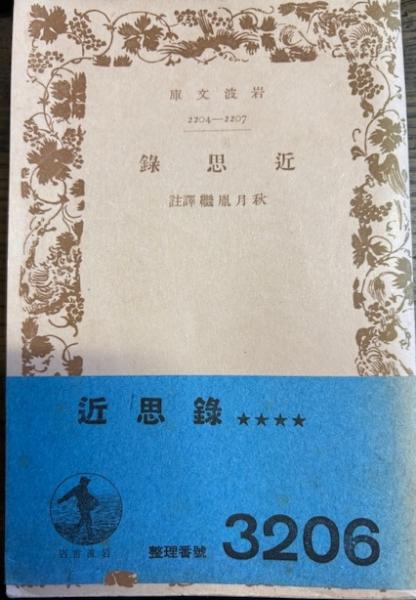 岩波文庫
2204—2207
近思錄
秋月胤繼譯註
近思錄 ★★★★
岩波書店
整理番號 3206